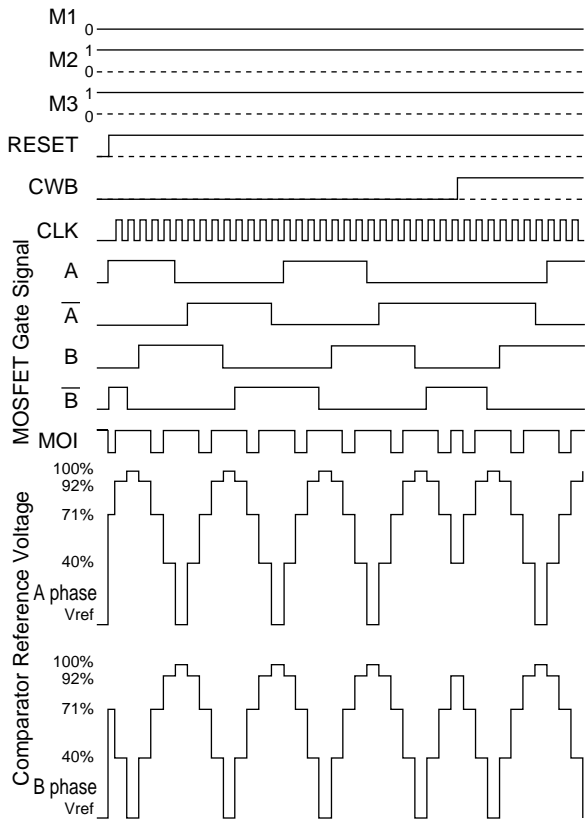 M1
0
1
M2
0
1
M3
0
RESET
CWB
CLK
MOSFET Gate Signal
A
A
B
B
MOI
Comparator Reference Voltage
100%
92%
71%
40%
A phase
Vref
100%
92%
71%
40%
B phase
Vref